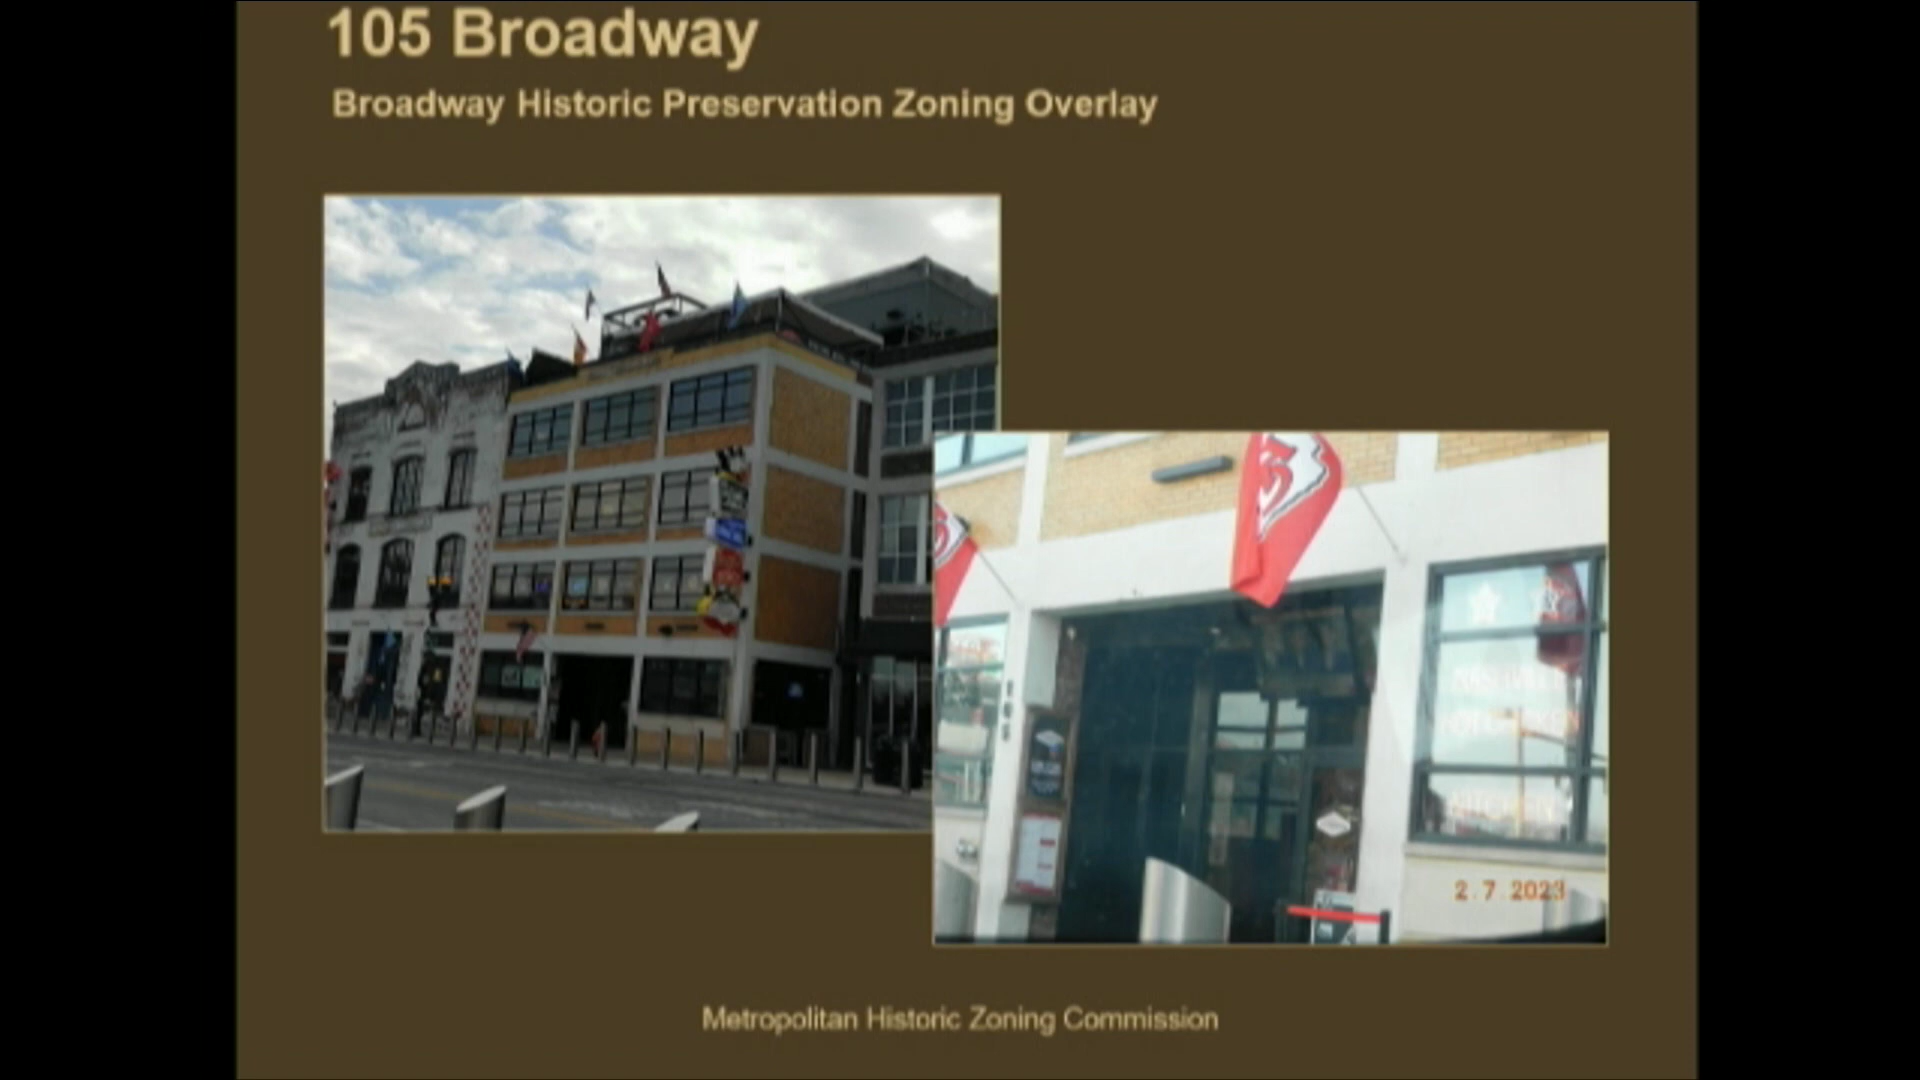 105 Broadway
Broadway Historic Preservation Zoning Overlay
2.7.2023
Metropolitan Historic Zoning Commission